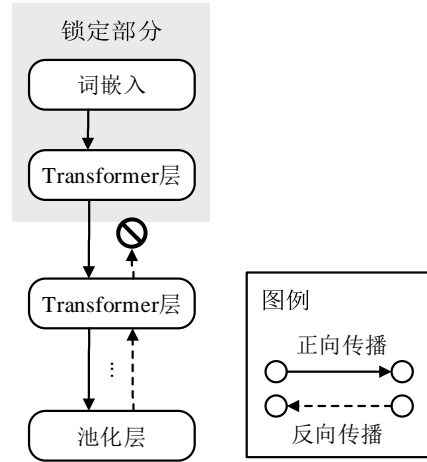 锁定部分
词嵌入
Transformer层
Transformer层
...
池化层
图例
正向传播
反向传播